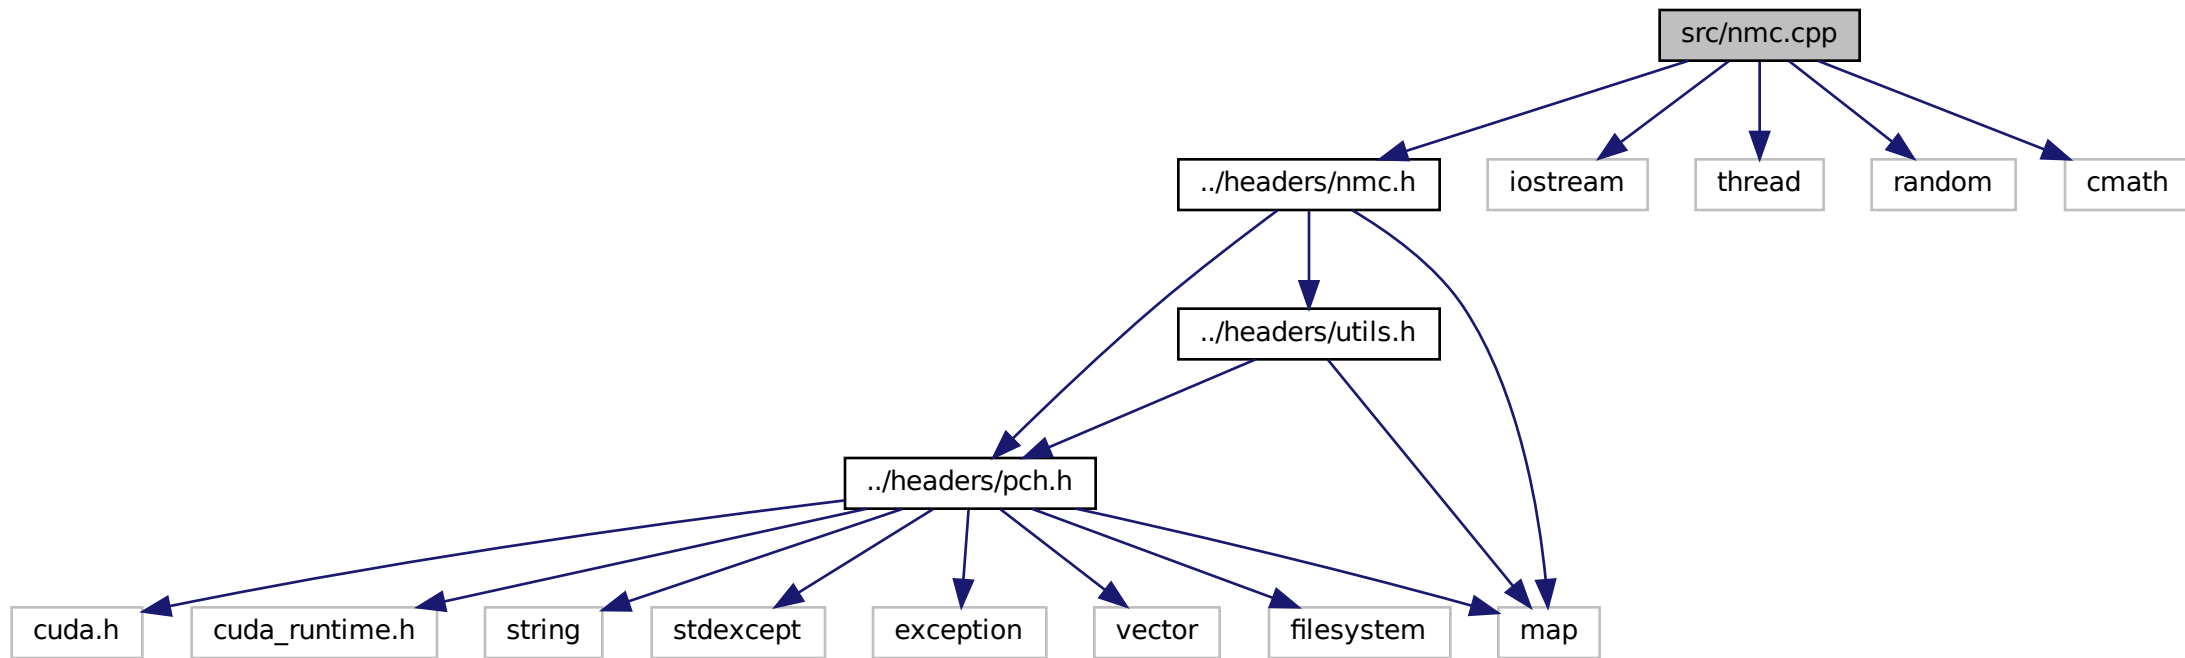 src/nmc.cpp
../headers/nmc.h
iostream
thread
random
cmath
../headers/utils.h
../headers/pch.h
cuda.h
cuda_runtime.h
string
stdexcept
exception
vector
filesystem
map